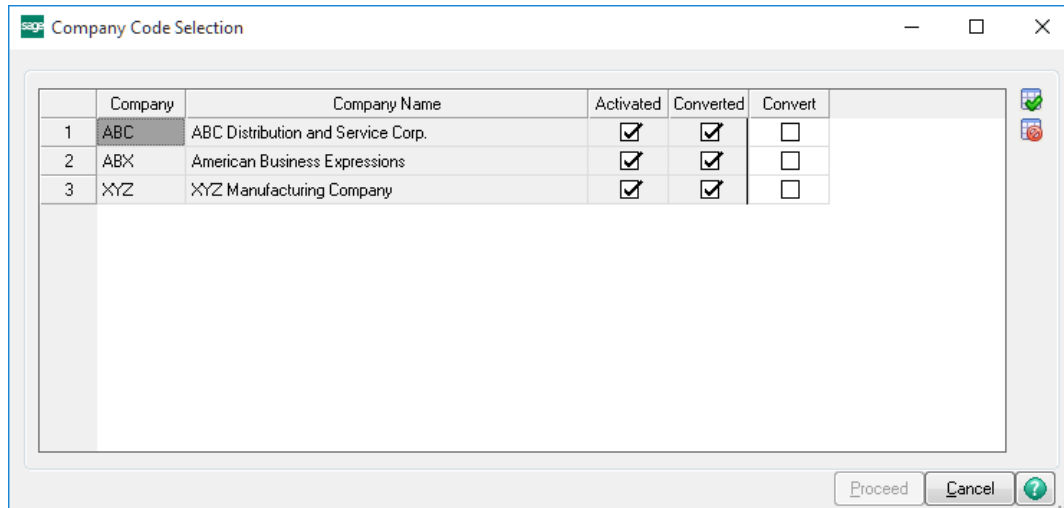 sage Company Code Selection
Company Company Name Activated Converted Convert
1 ABC ABC Distribution and Service Corp.
2 ABX American Business Expressions
3 XYZ XYZ Manufacturing Company
Proceed Cancel ?